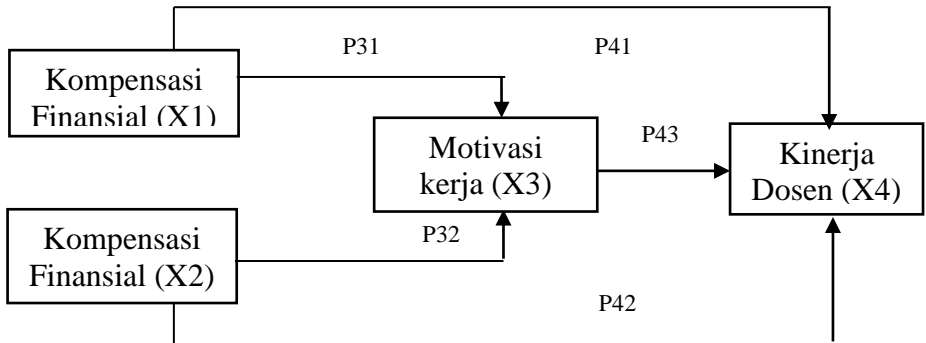 P31
P41
Kompensasi
Finansial (X1)
Motivasi
kerja (X3)
P43
Kinerja
Dosen (X4)
Kompensasi
Finansial (X2)
P32
P42